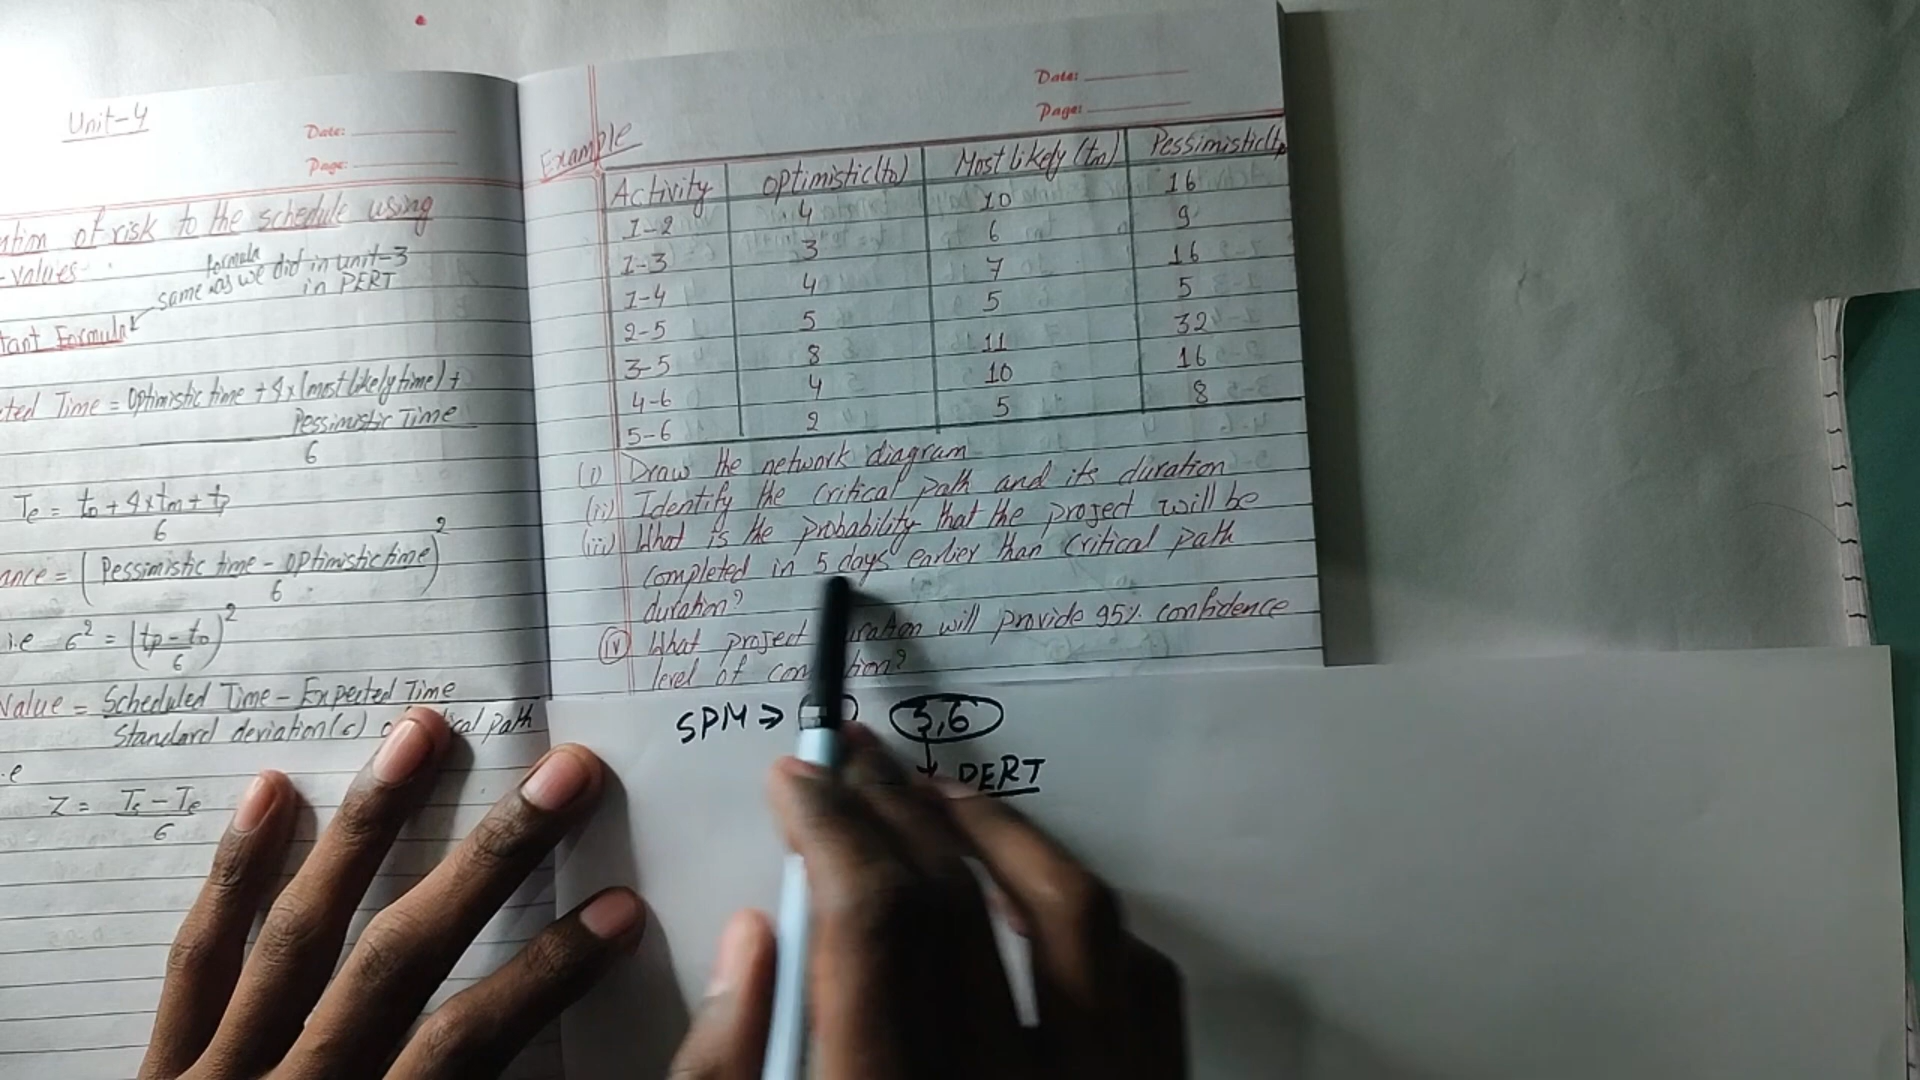 Unit-4
Date:
Page:
of risk to the schedule using
values
formula
same as we did in unit-3
in PERT
Formula
Time = Optimistic time + 4x(most likely time) +
Pessimistic Time
6
Te = to + 4xtm + tp
6
= (Pessimistic time - optimistic time)2
6
i.e 62 = (tp - to)2
6
Value = Scheduled Time - Expected Time
Standard deviation(6) path
Z = Ts - Te
6
Date:
Page:
Example
Activity Optimistic(to) Most likely (tm) Pessimistic(tp
1-2 4 10 16
1-3 3 6 9
1-4 4 7 16
2-5 5 5 5
3-5 8 11 32
4-6 4 10 16
5-6 2 5 8
(i) Draw the network diagram
(ii) Identify the critical path and its duration
(iii) What is the probability that the project will be
completed in 5 days earlier than critical path
duration?
(iv) What project will provide 95% confidence
level of
SPM → 3,6
PERT